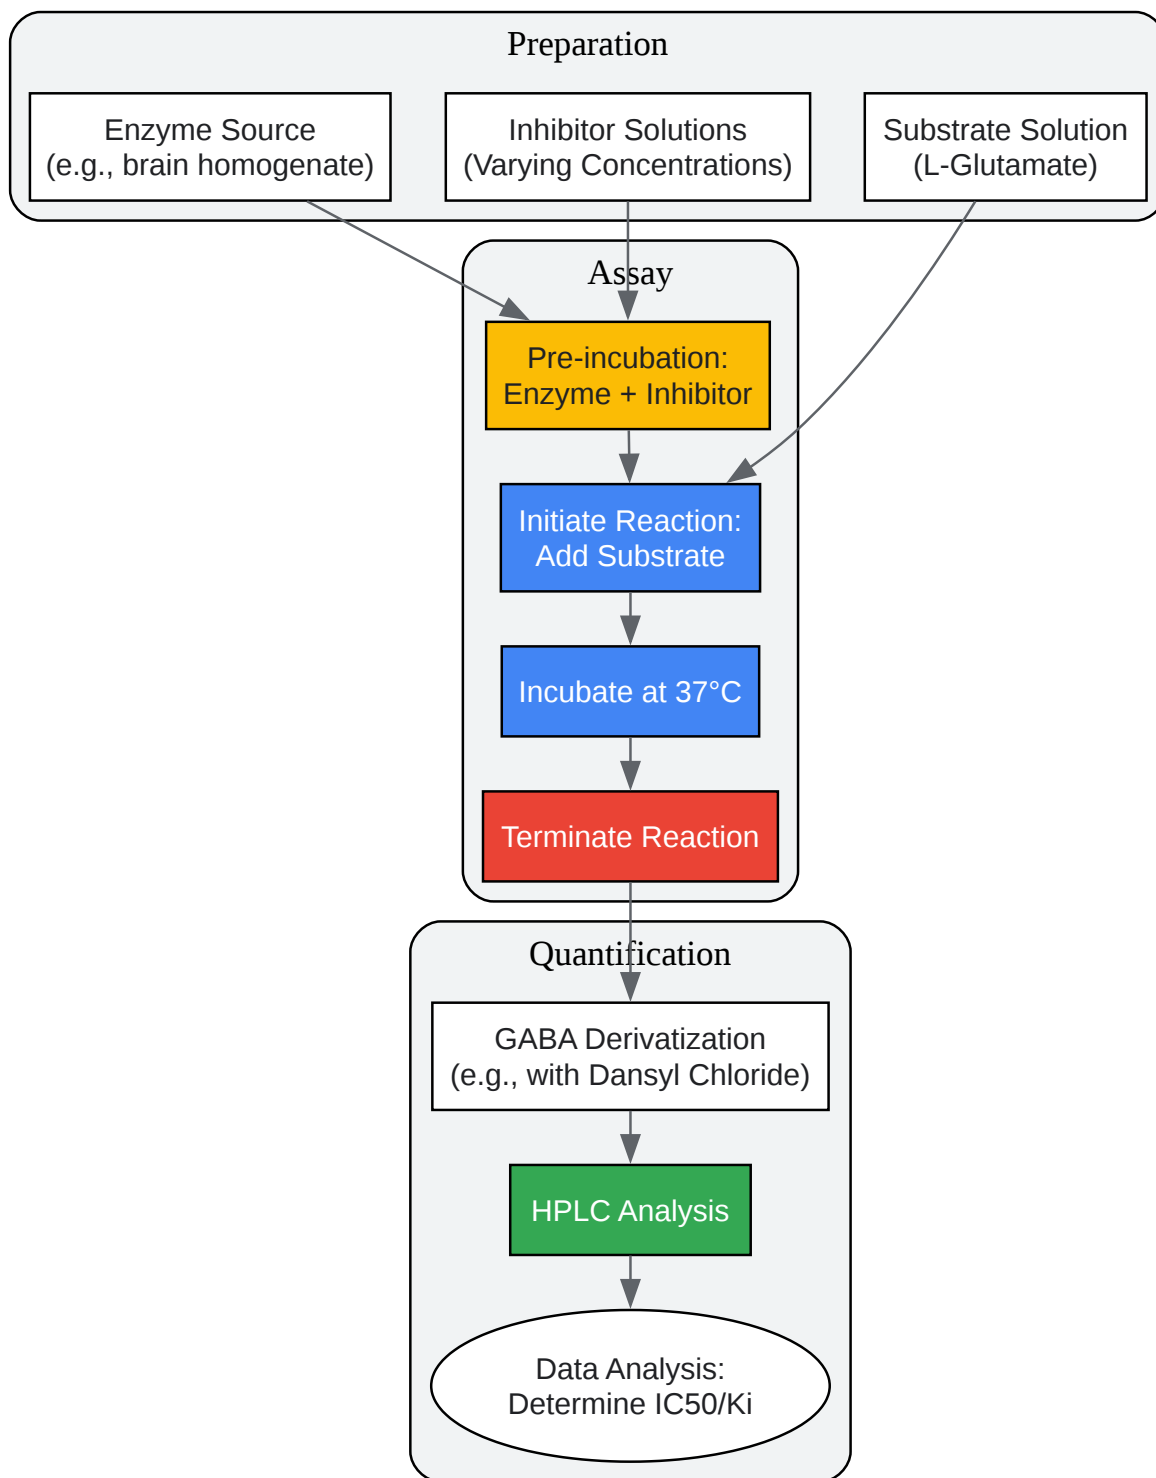 Preparation
Enzyme Source
(e.g., brain homogenate)
Inhibitor Solutions
(Varying Concentrations)
Substrate Solution
(L-Glutamate)
Assay
Pre-incubation:
Enzyme + Inhibitor
Initiate Reaction:
Add Substrate
Incubate at 37°C
Terminate Reaction
Quantification
GABA Derivatization
(e.g., with Dansyl Chloride)
HPLC Analysis
Data Analysis:
Determine IC50/Ki